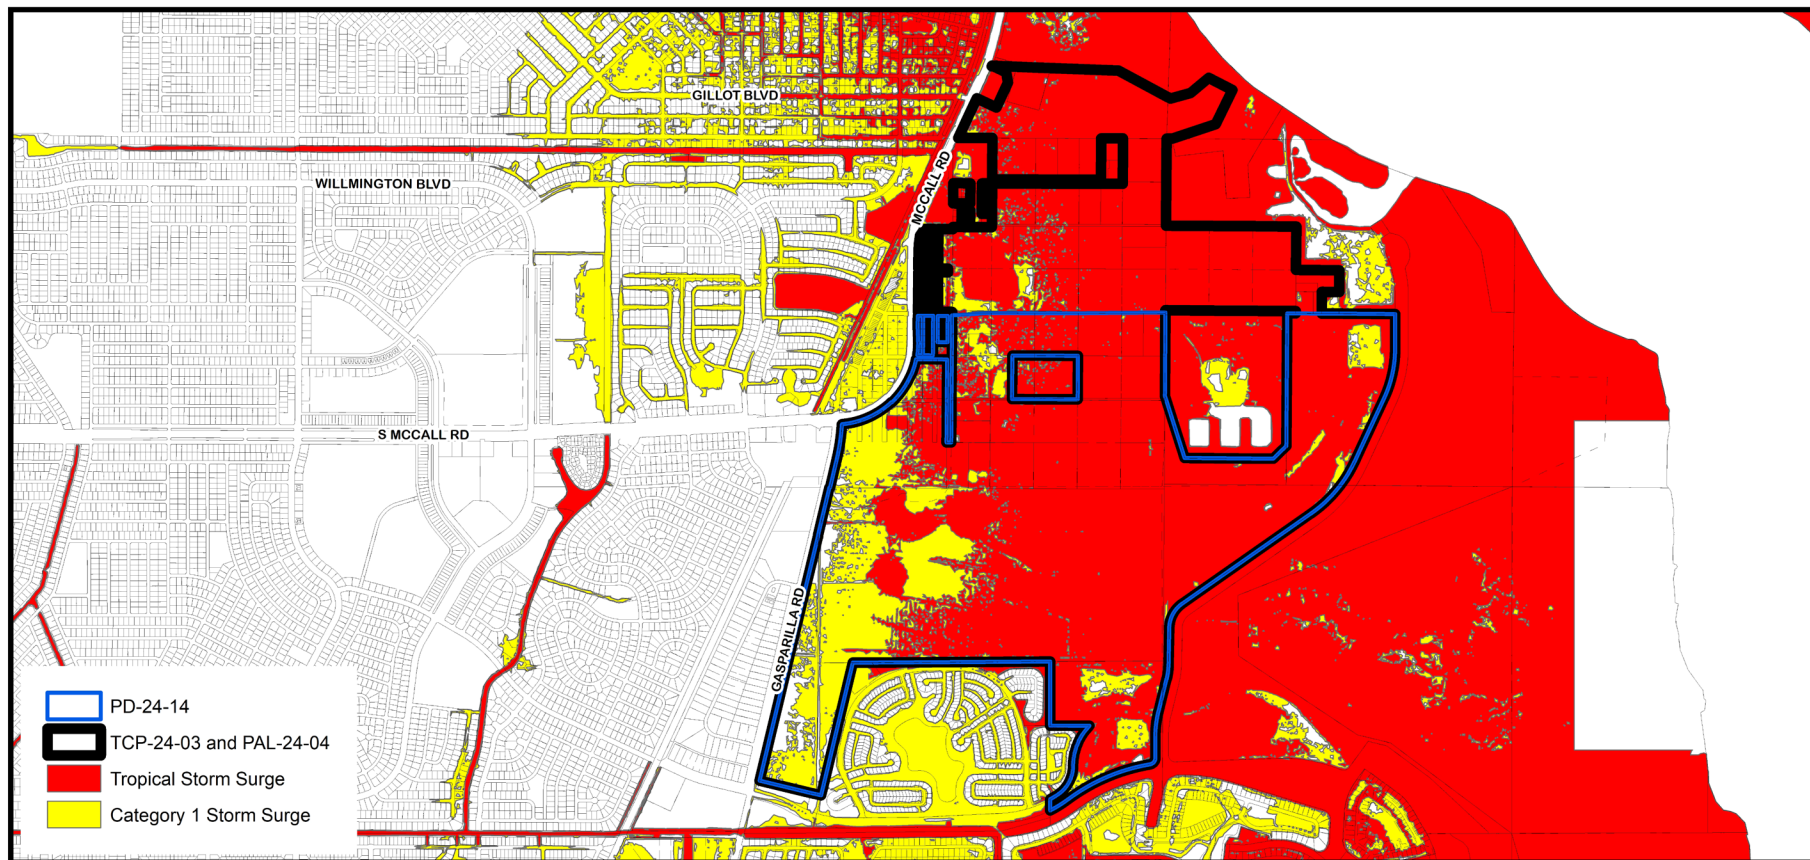 GILLOT BLVD
WILLMINGTON BLVD
MCCALL RD
S MCCALL RD
GASPARILLA RD
PD-24-14
TCP-24-03 and PAL-24-04
Tropical Storm Surge
Category 1 Storm Surge